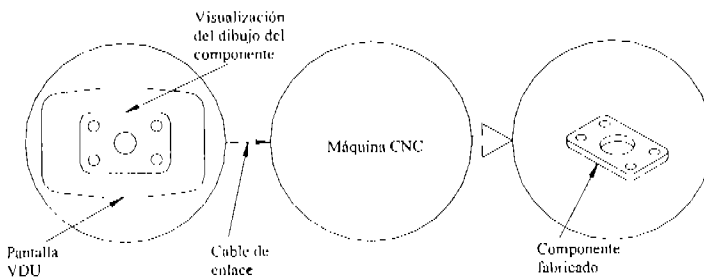 Visualización
del dibujo del
componente
Máquina CNC
Pantalla
VDU
Cable de
enlace
Componente
fabricado